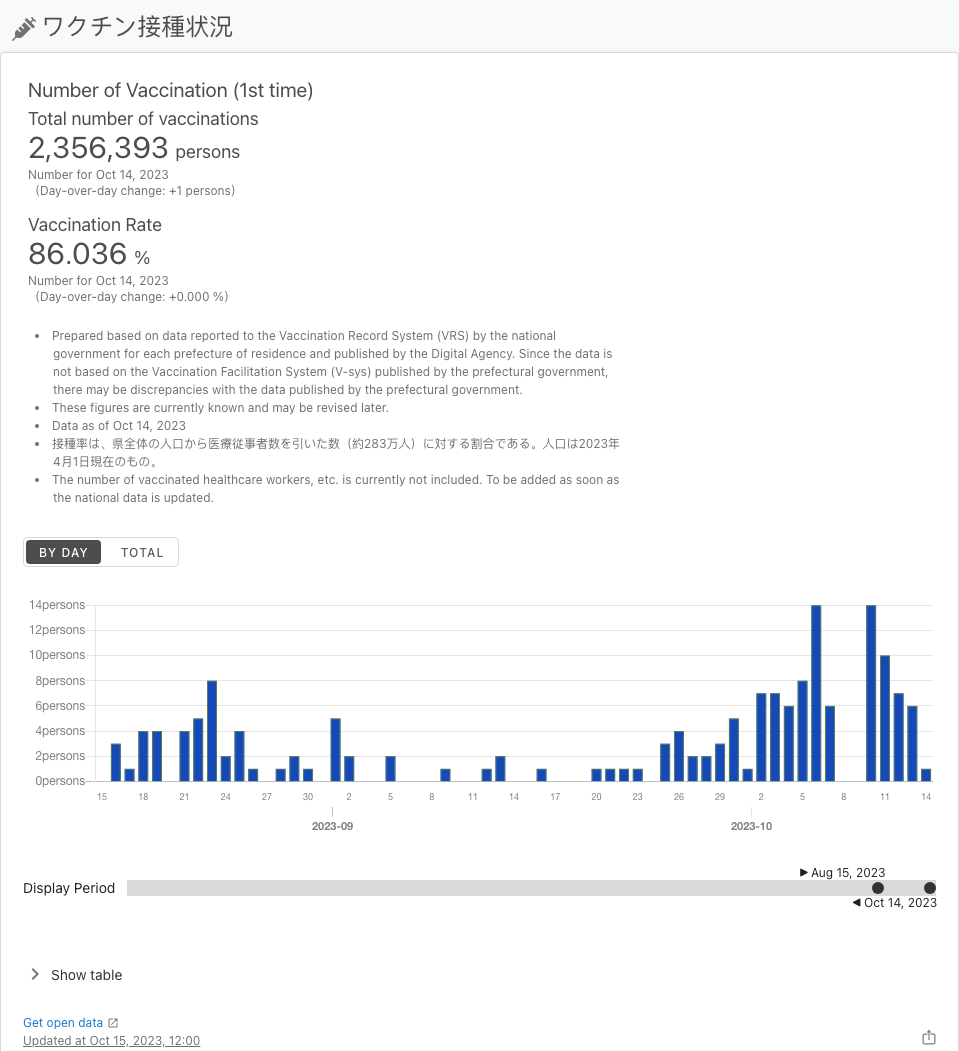 ワクチン接種状況
Number of Vaccination (1st time)
Total number of vaccinations
2,356,393 persons
Number for Oct 14, 2023
(Day-over-day change: +1 persons)
Vaccination Rate
86.036 %
Number for Oct 14, 2023
(Day-over-day change: +0.000 %)
• Prepared based on data reported to the Vaccination Record System (VRS) by the national
government for each prefecture of residence and published by the Digital Agency. Since the data is
not based on the Vaccination Facilitation System (V-sys) published by the prefectural government,
there may be discrepancies with the data published by the prefectural government.
• These figures are currently known and may be revised later.
• Data as of Oct 14, 2023
• 接種率は、県全体の人口から医療従事者数を引いた数（約283万人）に対する割合である。人口は2023年
4月1日現在のもの。
• The number of vaccinated healthcare workers, etc. is currently not included. To be added as soon as
the national data is updated.
BY DAY TOTAL
14persons
12persons
10persons
8persons
6persons
4persons
2persons
0persons
15 18 21 24 27 30 2 5 8 11 14 17 20 23 26 29 2 5 8 11 14
2023-09 2023-10
Aug 15, 2023
Display Period
Oct 14, 2023
Show table
Get open data
Updated at Oct 15, 2023, 12:00